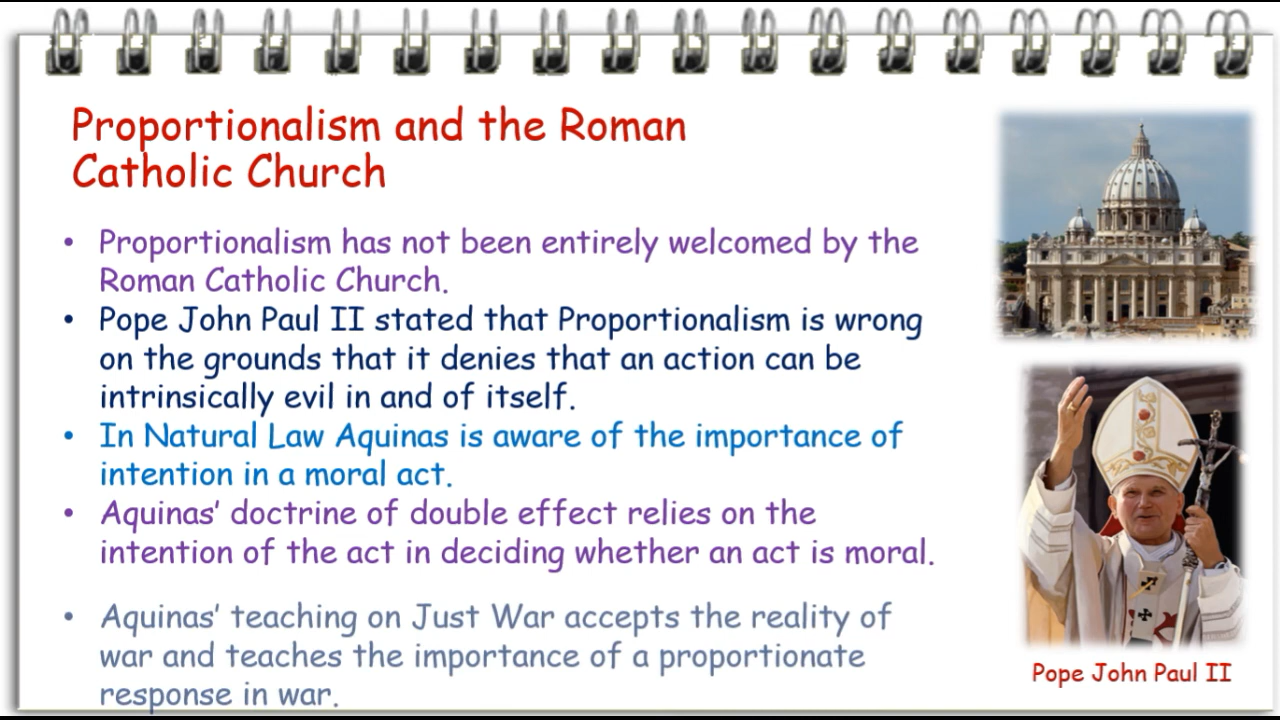 Proportionalism and the Roman
Catholic Church
• Proportionalism has not been entirely welcomed by the
Roman Catholic Church.
• Pope John Paul II stated that Proportionalism is wrong
on the grounds that it denies that an action can be
intrinsically evil in and of itself.
• In Natural Law Aquinas is aware of the importance of
intention in a moral act.
• Aquinas’ doctrine of double effect relies on the
intention of the act in deciding whether an act is moral.
• Aquinas’ teaching on Just War accepts the reality of
war and teaches the importance of a proportionate
response in war.
Pope John Paul II